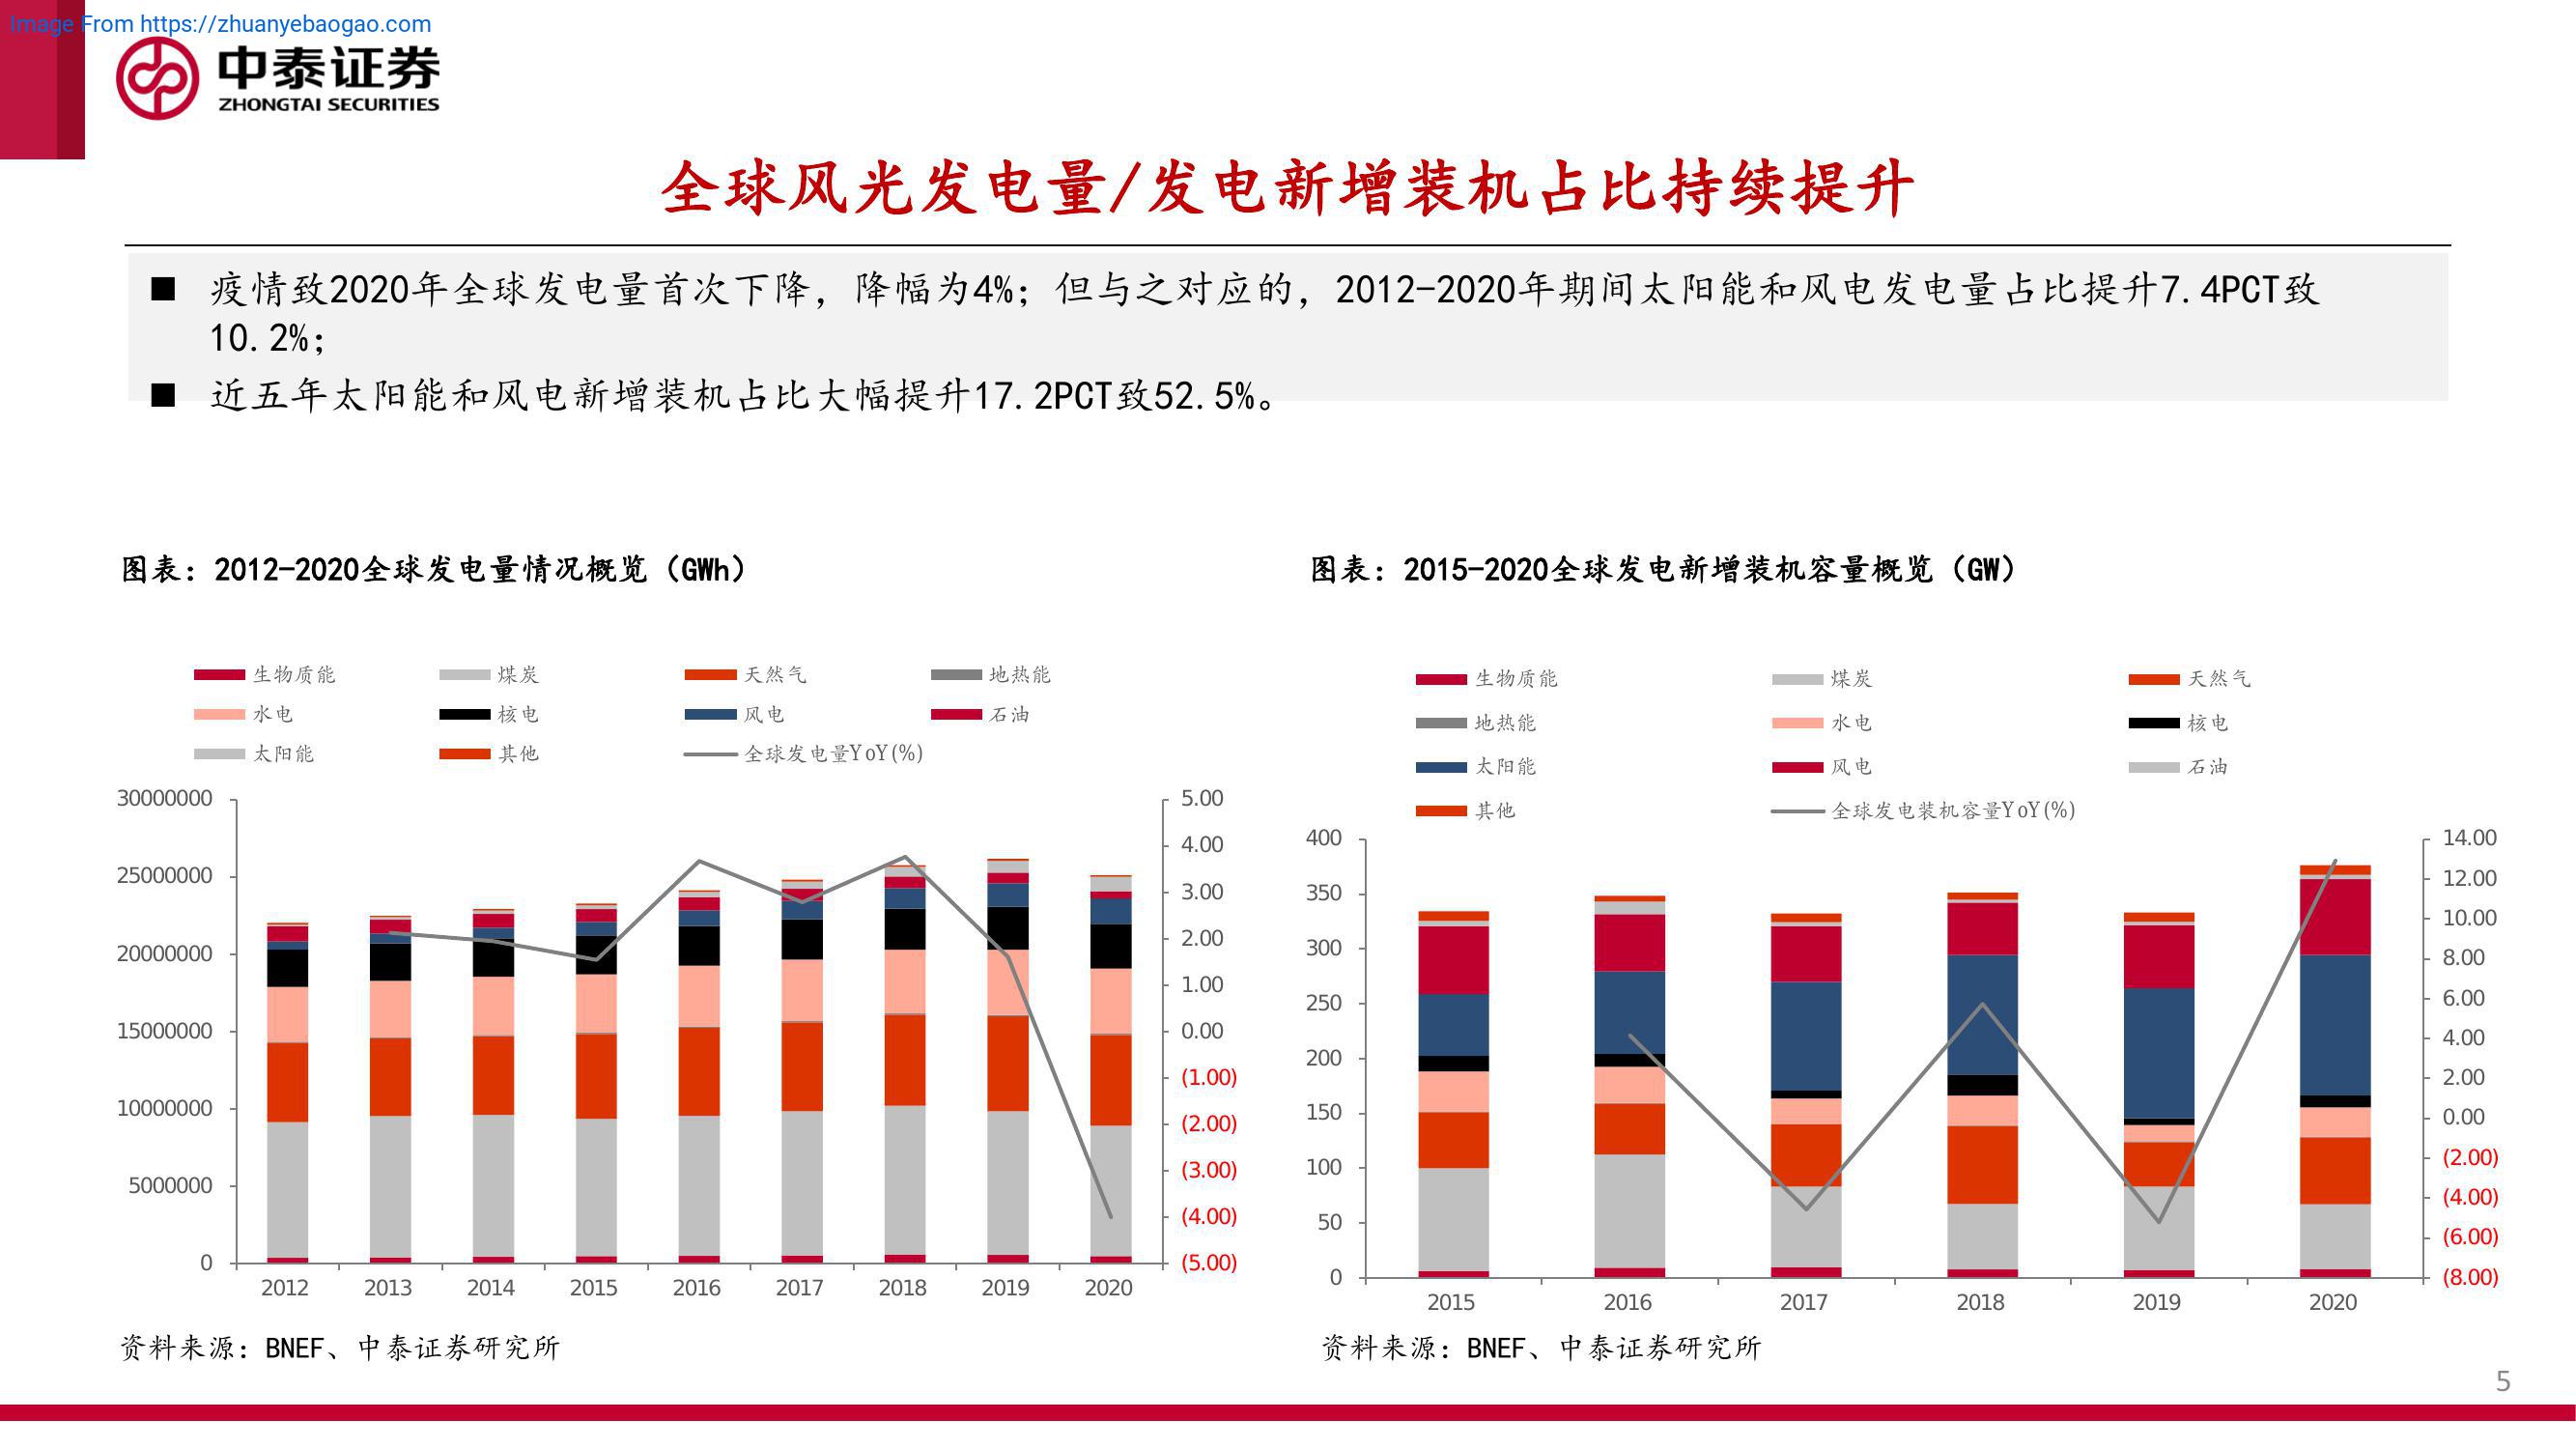 Image From https://zhuanyebaogao.com
中泰证券
ZHONGTAI SECURITIES
全球风光发电量/发电新增装机占比持续提升
■ 疫情致2020年全球发电量首次下降，降幅为4%；但与之对应的，2012-2020年期间太阳能和风电发电量占比提升7.4PCT致
10.2%；
■ 近五年太阳能和风电新增装机占比大幅提升17.2PCT致52.5%。
图表：2012-2020全球发电量情况概览（GWh）
生物质能 煤炭 天然气 地热能
水电 核电 风电 石油
太阳能 其他 全球发电量YoY(%)
30000000 5.00
4.00
25000000
3.00
20000000 2.00
1.00
15000000 0.00
(1.00)
10000000
(2.00)
5000000 (3.00)
(4.00)
0 (5.00)
2012 2013 2014 2015 2016 2017 2018 2019 2020
资料来源：BNEF、中泰证券研究所
图表：2015-2020全球发电新增装机容量概览（GW）
生物质能 煤炭 天然气
地热能 水电 核电
太阳能 风电 石油
其他 全球发电装机容量YoY(%)
400 14.00
350 12.00
10.00
300
8.00
250 6.00
200 4.00
2.00
150 0.00
100 (2.00)
(4.00)
50
(6.00)
0 (8.00)
2015 2016 2017 2018 2019 2020
资料来源：BNEF、中泰证券研究所
5